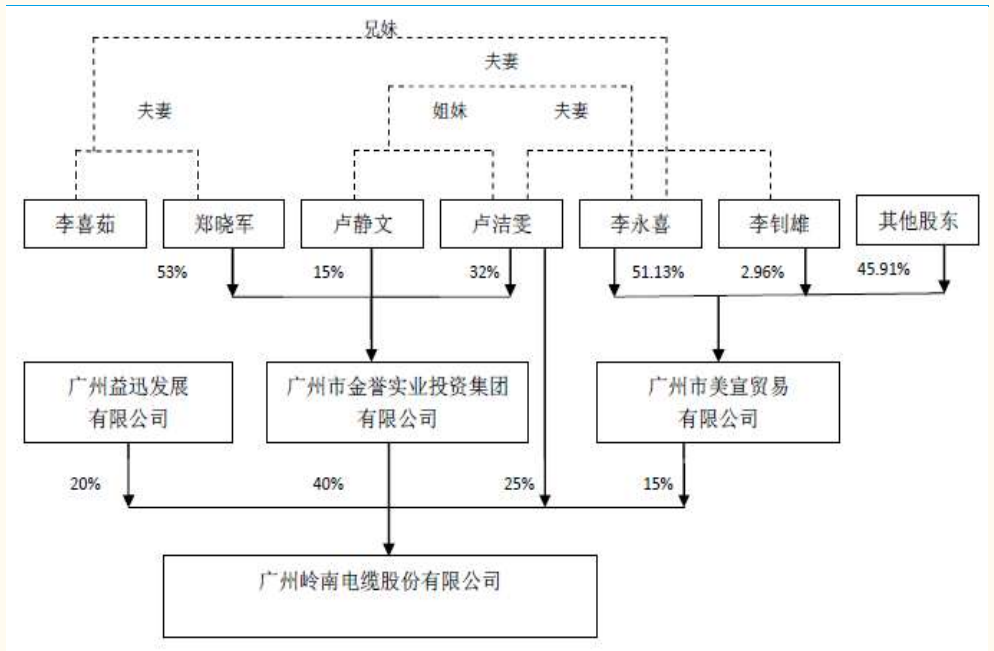 兄妹
夫妻
夫妻
姐妹
夫妻
李喜茹
郑晓军
卢静文
卢洁雯
李永喜
李钊雄
其他股东
53%
15%
32%
51.13%
2.96%
45.91%
广州益迅发展
有限公司
广州市金誉实业投资集团
有限公司
广州市美宣贸易
有限公司
20%
40%
25%
15%
广州岭南电缆股份有限公司